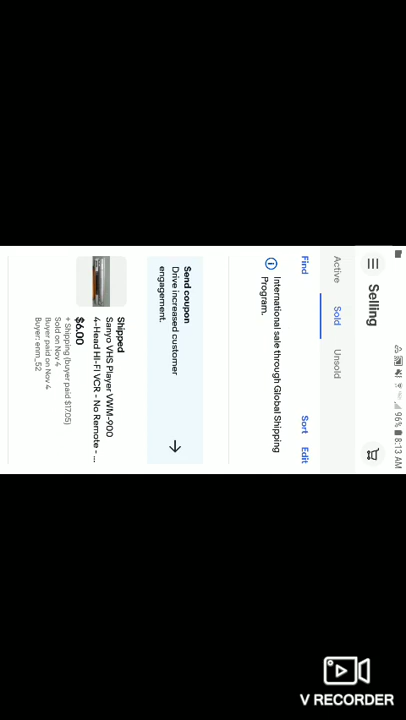 96% 8:13 AM
Selling
Active Sold Unsold
Find Sort Edit
International sale through Global Shipping
Program.
Send coupon
Drive increased customer
engagement.
Shipped
Sanyo VHS Player VWM-900
4-Head HI-FI VCR - No Remote - ...
$6.00
+ Shipping (buyer paid $17.05)
Sold on Nov 4
Buyer paid on Nov 4
Buyer: enm_52
V RECORDER